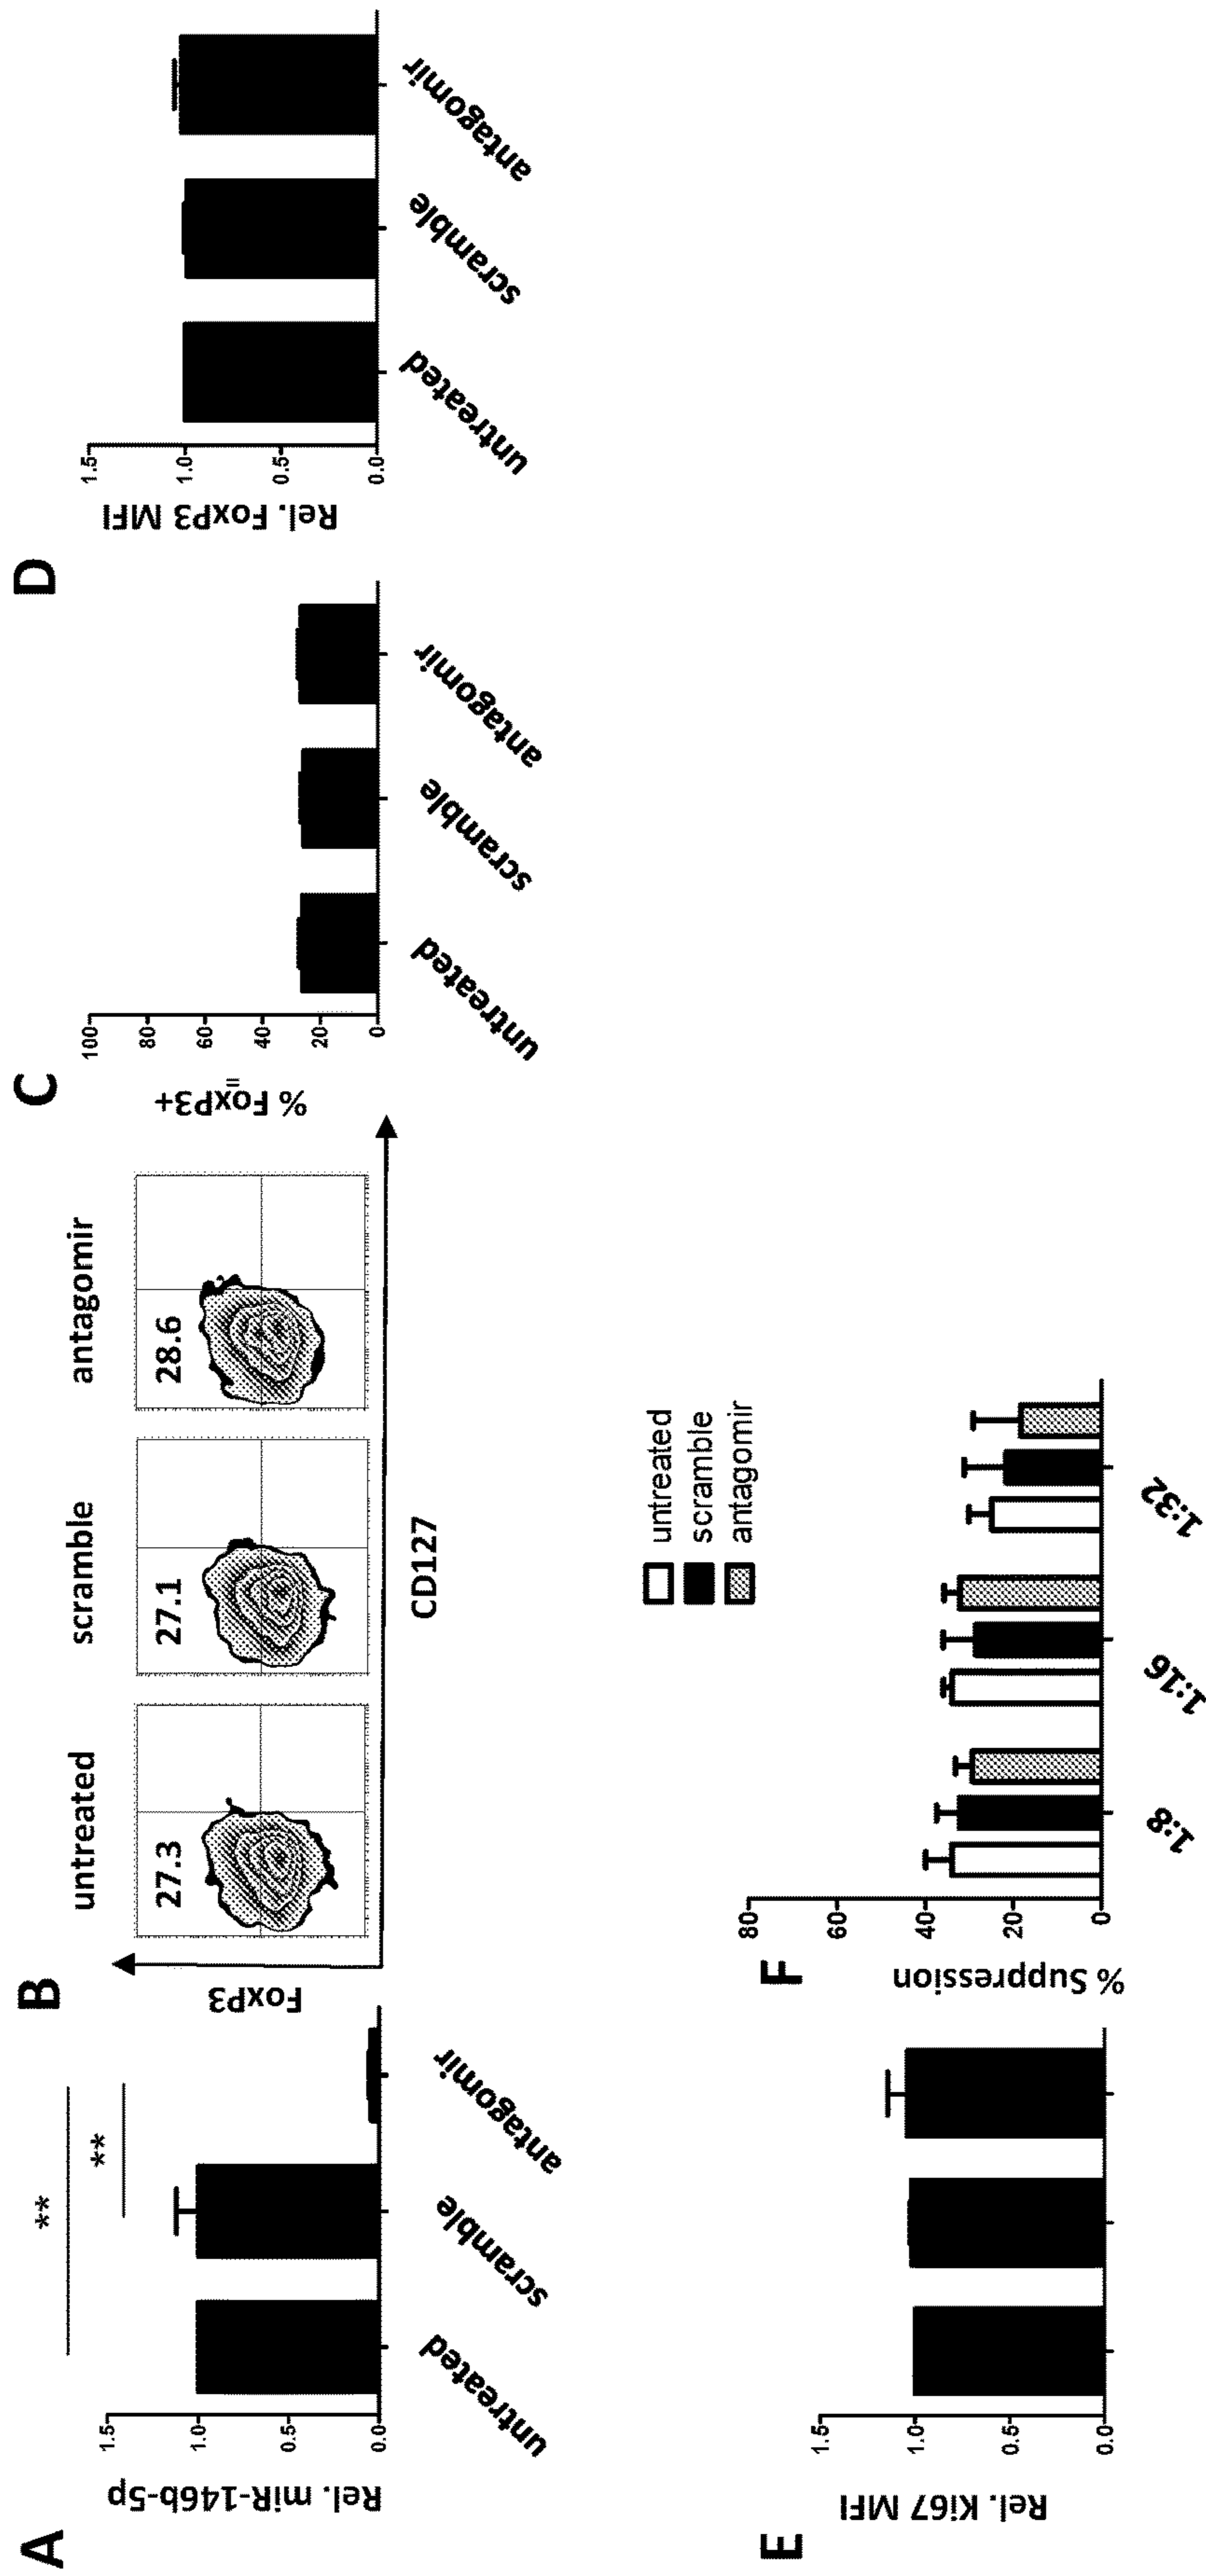 A
Rel. miR-146b-5p
1.5
1.0
0.5
0.0
**
**
untreated
scramble
antagomir
B
FoxP3
untreated
scramble
antagomir
27.3
27.1
28.6
CD127
C
% FoxP3+
100
80
60
40
20
0
untreated
scramble
antagomir
D
Rel. FoxP3 MFI
1.5
1.0
0.5
0.0
untreated
scramble
antagomir
E
Rel. Ki67 MFI
1.5
1.0
0.5
0.0
F
% Suppression
80
60
40
20
0
untreated
scramble
antagomir
1:8
1:16
1:32